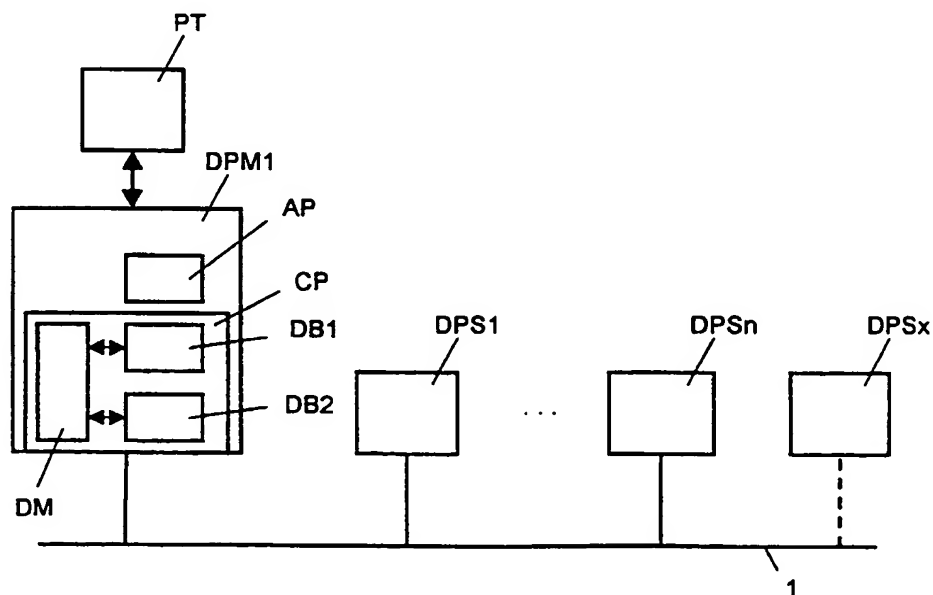 PT
DPM1
AP
CP
DB1
DB2
DM
DPS1
...
DPSn
DPSx
1